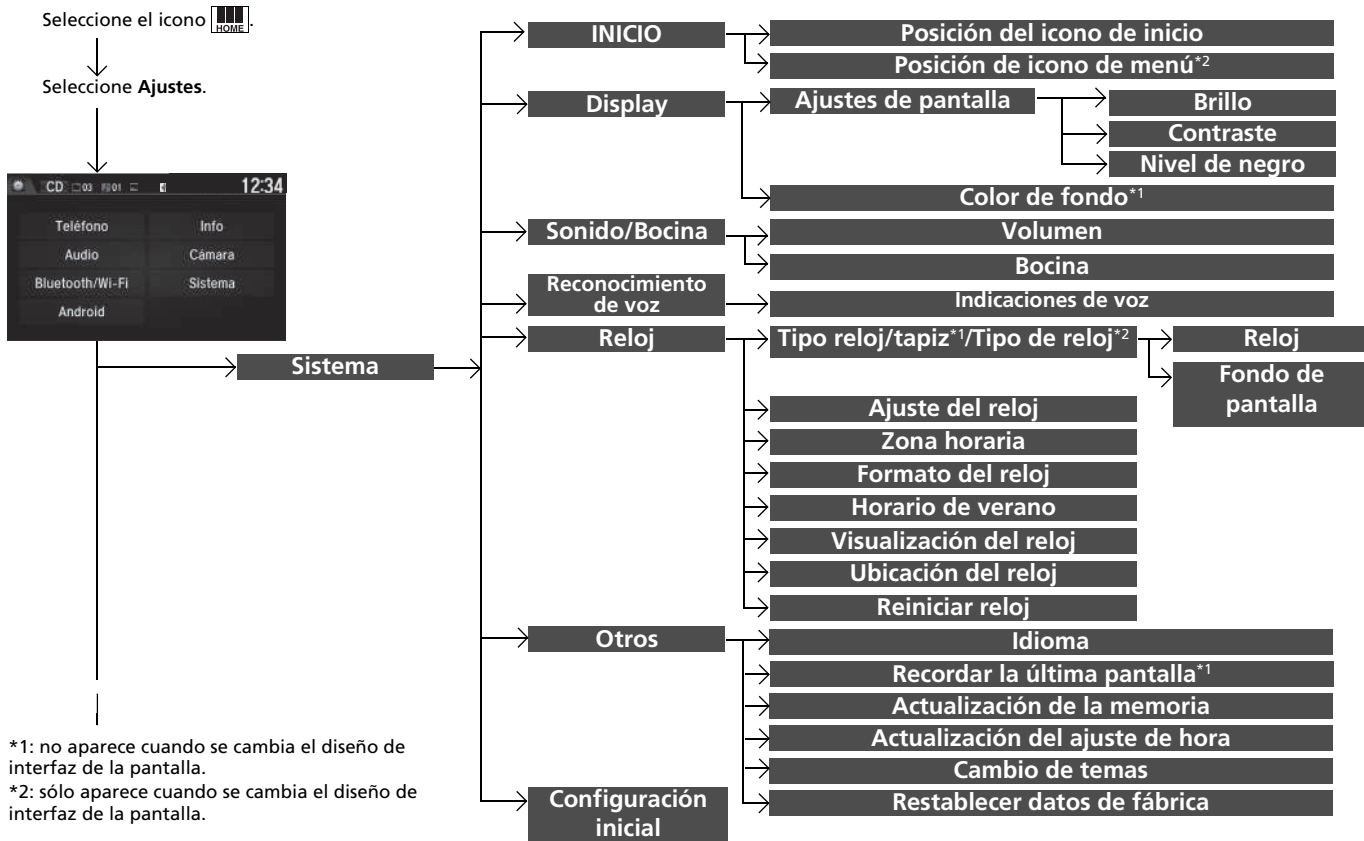 Seleccione el icono HOME.
Seleccione Ajustes.
CD 03 01 12:34
Teléfono Info
Audio Cámara
Bluetooth/Wi-Fi Sistema
Android
Sistema
INICIO
Posición del icono de inicio
Posición de icono de menú*2
Display
Ajustes de pantalla
Brillo
Contraste
Nivel de negro
Color de fondo*1
Sonido/Bocina
Volumen
Bocina
Reconocimiento
de voz
Indicaciones de voz
Reloj
Tipo reloj/tapiz*1/Tipo de reloj*2
Reloj
Fondo de
pantalla
Ajuste del reloj
Zona horaria
Formato del reloj
Horario de verano
Visualización del reloj
Ubicación del reloj
Reiniciar reloj
Otros
Idioma
Recordar la última pantalla*1
Actualización de la memoria
Actualización del ajuste de hora
Cambio de temas
Restablecer datos de fábrica
Configuración
inicial
*1: no aparece cuando se cambia el diseño de
interfaz de la pantalla.
*2: sólo aparece cuando se cambia el diseño de
interfaz de la pantalla.